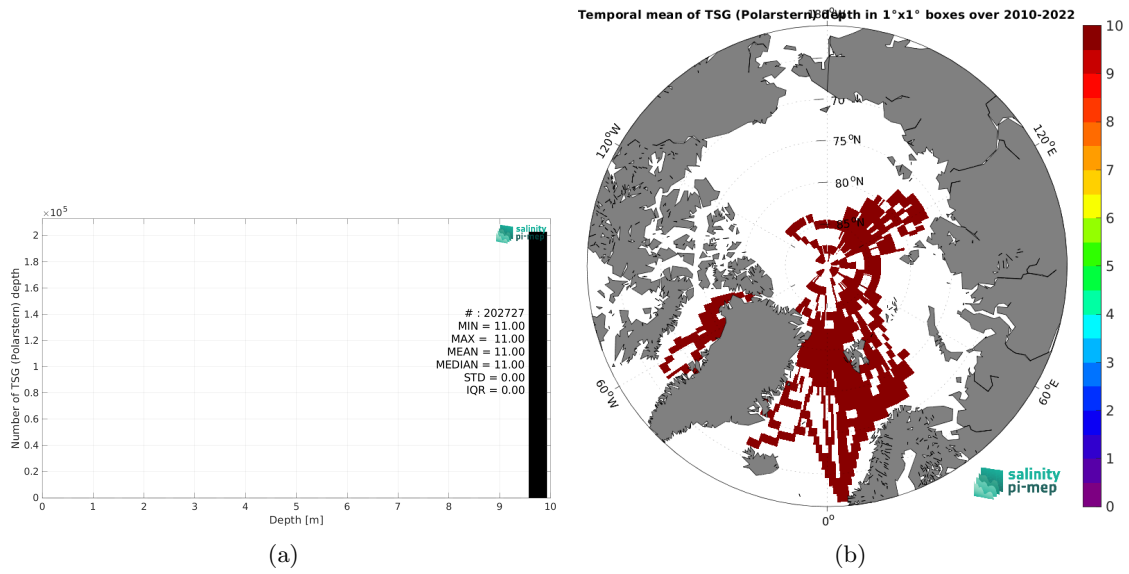 ×10⁵
2
1.8
1.6
1.4
1.2
1
0.8
0.6
0.4
0.2
0
Number of TSG (Polarstern) depth
salinity
pi-mep
# : 202727
MIN = 11.00
MAX = 11.00
MEAN = 11.00
MEDIAN = 11.00
STD = 0.00
IQR = 0.00
0 1 2 3 4 5 6 7 8 9 10
Depth [m]
(a)
Temporal mean of TSG (Polarstern) depth in 1°x1° boxes over 2010-2022
180°W
120°W
120°E
70°N
75°N
80°N
85°N
60°W
60°E
0°
salinity
pi-mep
10
9
8
7
6
5
4
3
2
1
0
(b)